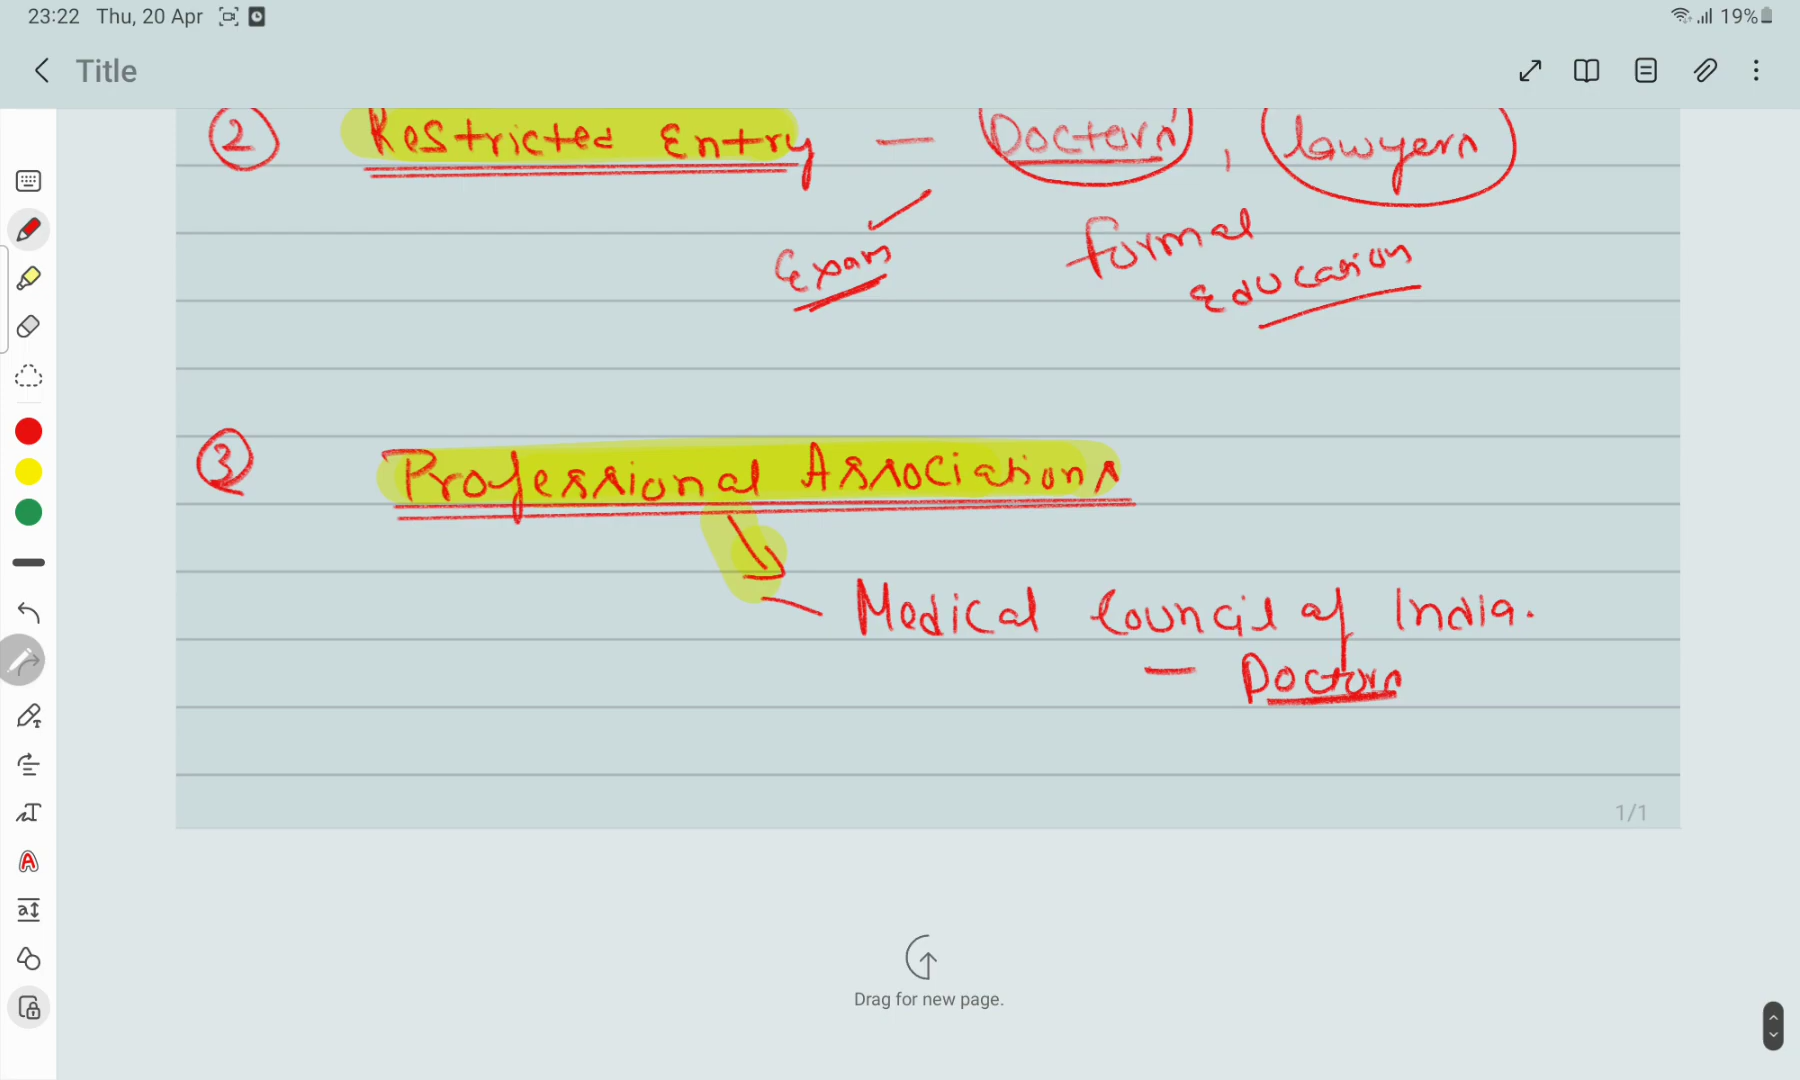 23:22 Thu, 20 Apr 19%
Title
2 Restricted Entry — Doctors, lawyers
Exam formal
education
3 Professional Associations
Medical Council of India.
— Doctors
1/1
Drag for new page.